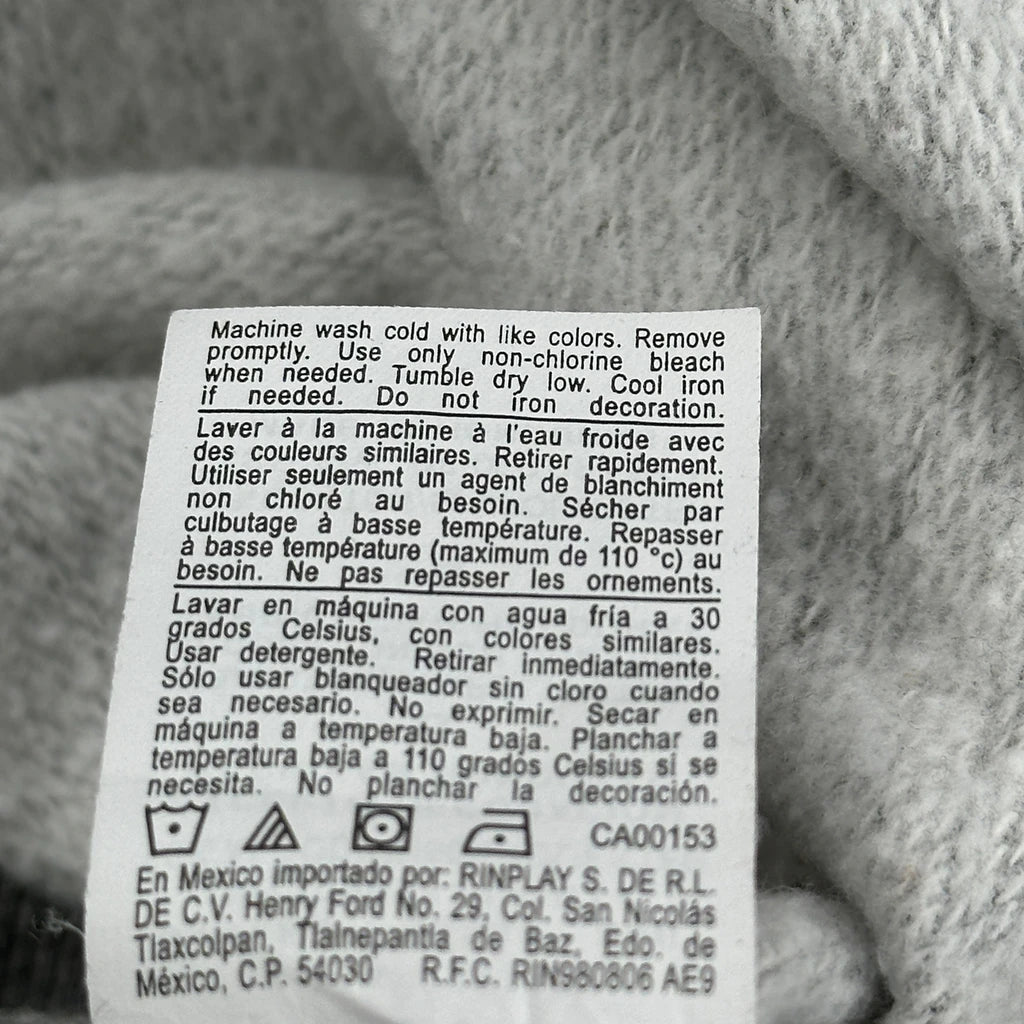 Machine wash cold with like colors. Remove
promptly. Use only non-chlorine bleach
when needed. Tumble dry low. Cool iron
if needed. Do not iron decoration.
Laver à la machine à l'eau froide avec
des couleurs similaires. Retirer rapidement.
Utiliser seulement un agent de blanchiment
non chloré au besoin. Sécher par
culbutage à basse température. Repasser
à basse température (maximum de 110 °c) au
besoin. Ne pas repasser les ornements.
Lavar en máquina con agua fría a 30
grados Celsius, con colores similares.
Usar detergente. Retirar inmediatamente.
Sólo usar blanqueador sin cloro cuando
sea necesario. No exprimir. Secar en
máquina a temperatura baja. Planchar a
temperatura baja a 110 grados Celsius si se
necesita. No planchar la decoración.
CA00153
En Mexico importado por: RINPLAY S. DE R.L.
DE C.V. Henry Ford No. 29, Col. San Nicolás
Tlaxcolpan, Tlalnepantla de Baz, Edo. de
México, C.P. 54030 R.F.C. RIN980806 AE9